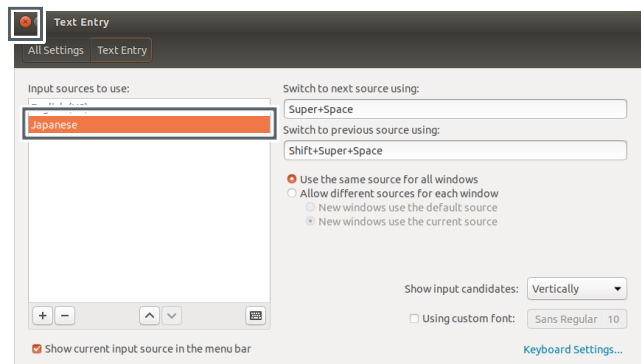 Text Entry
All Settings Text Entry
Input sources to use:
Japanese
Switch to next source using:
Super+Space
Switch to previous source using:
Shift+Super+Space
Use the same source for all windows
Allow different sources for each window
New windows use the default source
New windows use the current source
Show input candidates: Vertically
Using custom font: Sans Regular 10
Show current input source in the menu bar
Keyboard Settings...